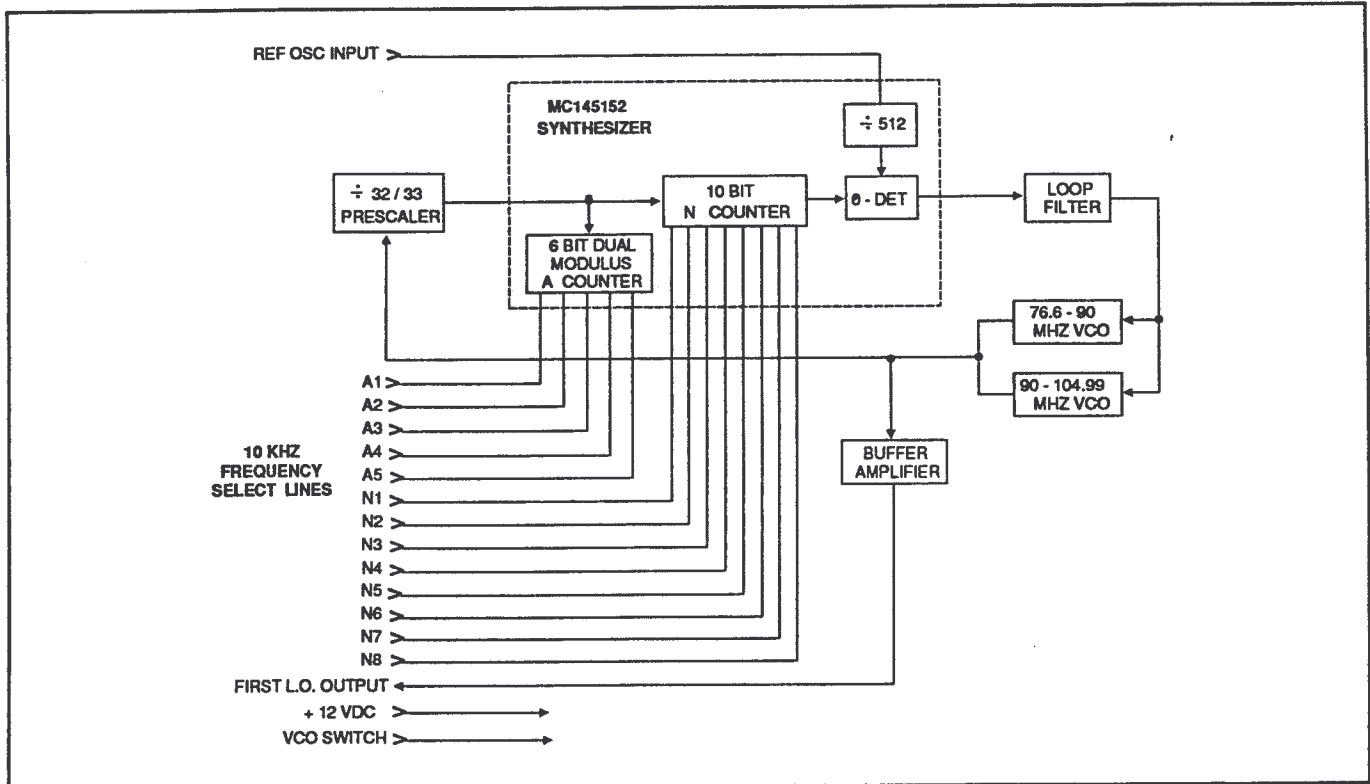 REF OSC INPUT
MC145152
SYNTHESIZER
÷ 512
÷ 32 / 33
PRESCALER
10 BIT
N COUNTER
θ - DET
LOOP
FILTER
6 BIT DUAL
MODULUS
A COUNTER
76.6 - 90
MHZ VCO
90 - 104.99
MHZ VCO
BUFFER
AMPLIFIER
10 KHZ
FREQUENCY
SELECT LINES
A1
A2
A3
A4
A5
N1
N2
N3
N4
N5
N6
N7
N8
FIRST L.O. OUTPUT
+ 12 VDC
VCO SWITCH